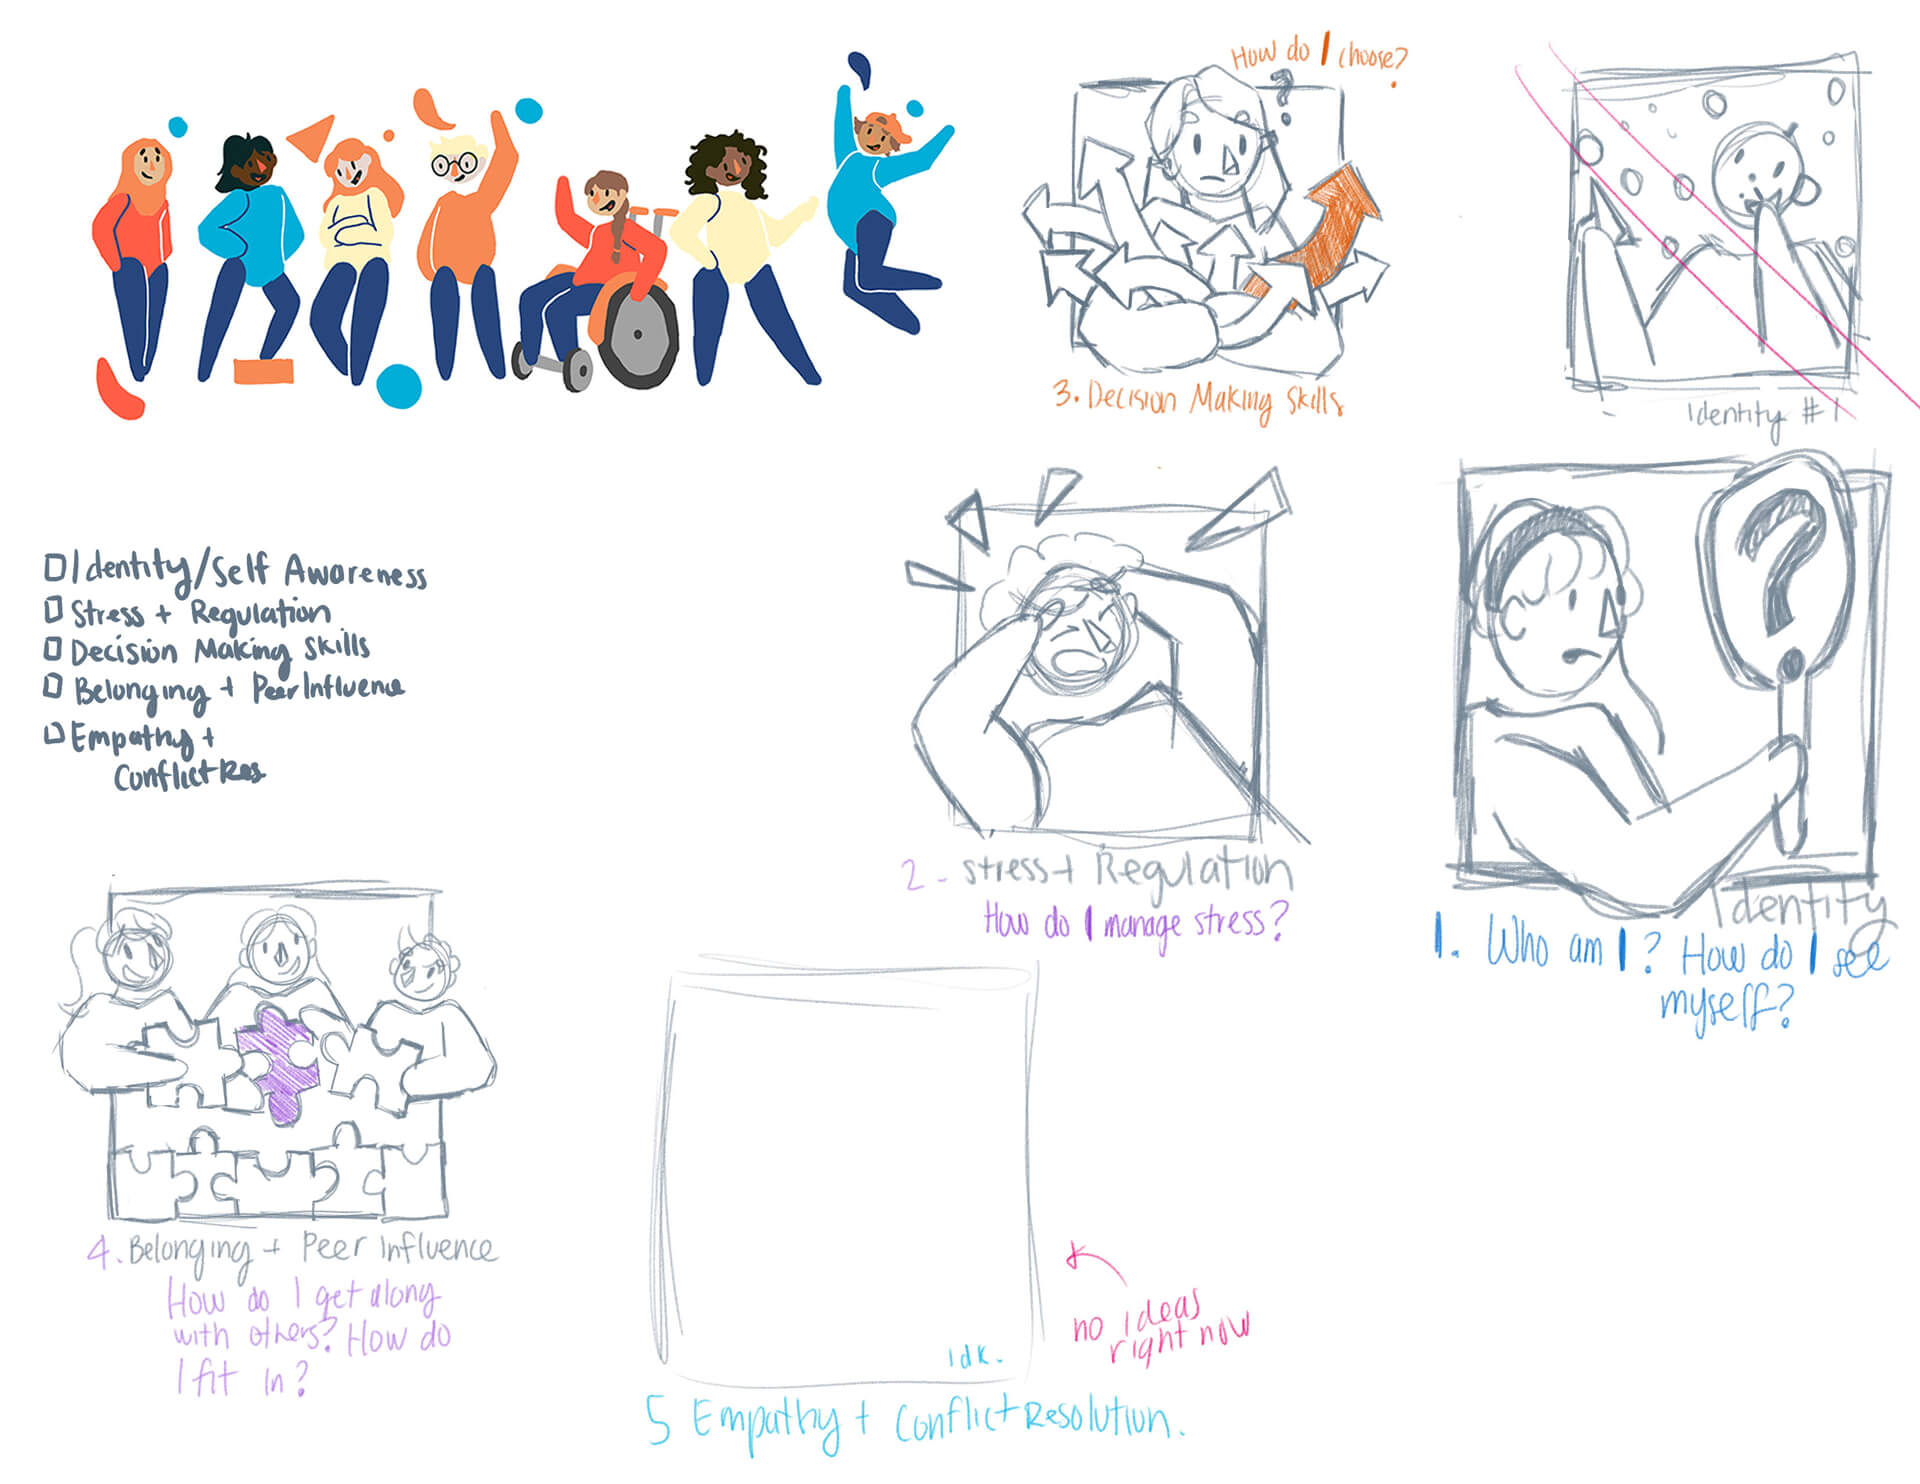 How do I choose?
?
3. Decision Making Skills
Identity #1
□ Identity/Self Awareness
□ Stress + Regulation
□ Decision Making Skills
□ Belonging + Peer Influence
□ Empathy +
Conflict Res.
?
2 - Stress + Regulation
How do I manage stress?
Identity
1. Who am I? How do I see
myself?
4. Belonging + Peer Influence
How do I get along
with others? How do
I fit in?
no ideas
right now
idk.
5 Empathy + Conflict Resolution.